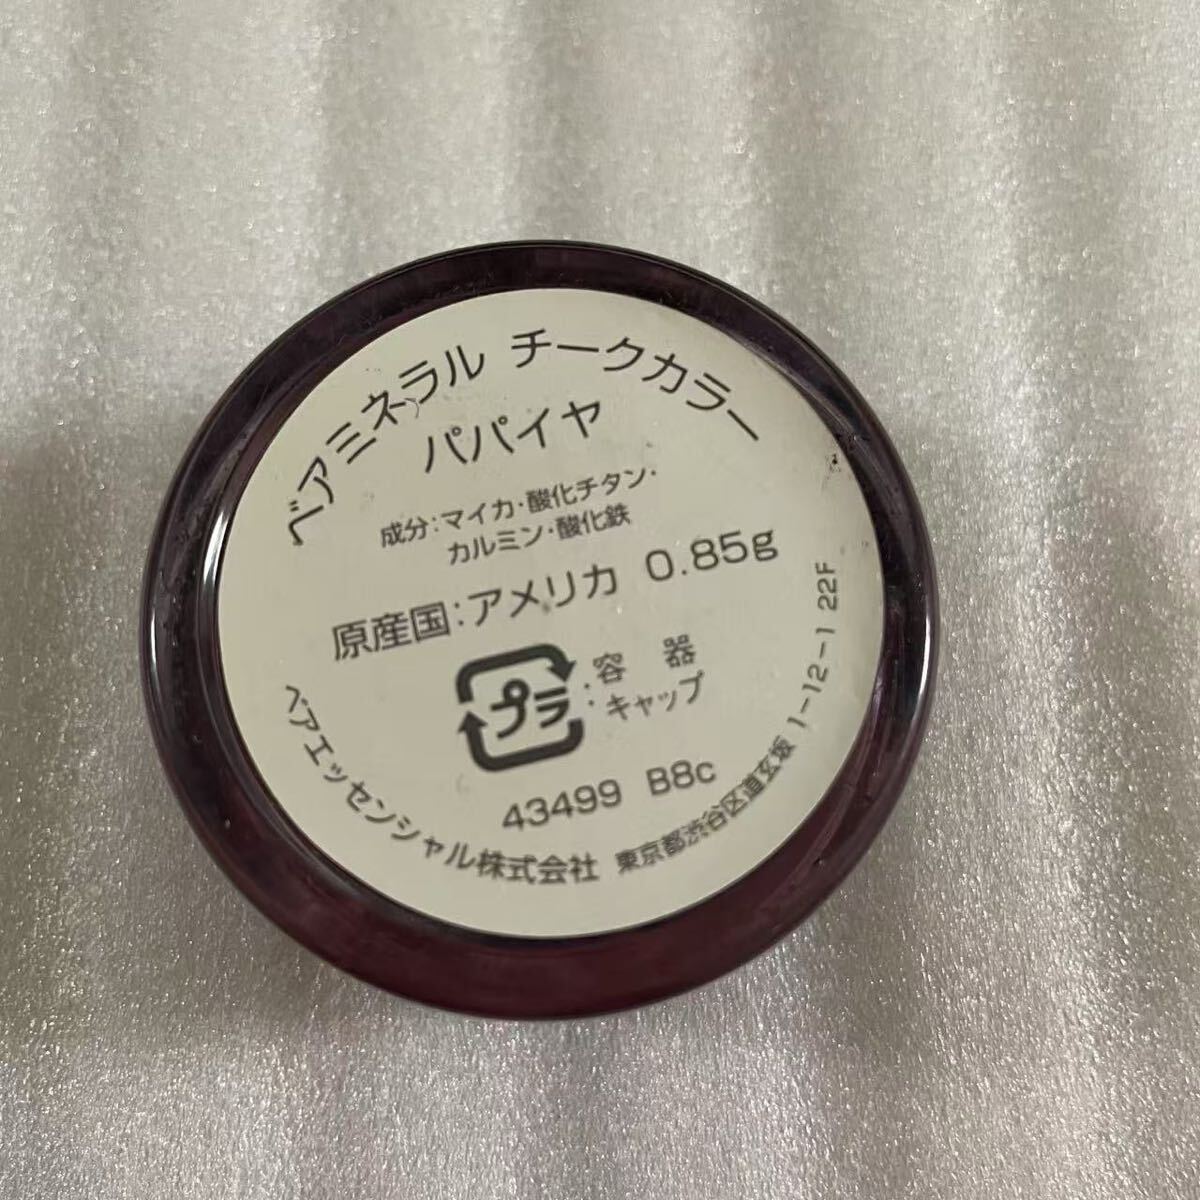 ベアミネラル チークカラー
パパイヤ
成分:マイカ・酸化チタン・
カルミン・酸化鉄
原産国:アメリカ 0.85g
プラ
:容 器
:キャップ
43499 B8c
ベアエッセンシャル株式会社 東京都渋谷区道玄坂 1-12-1 22F